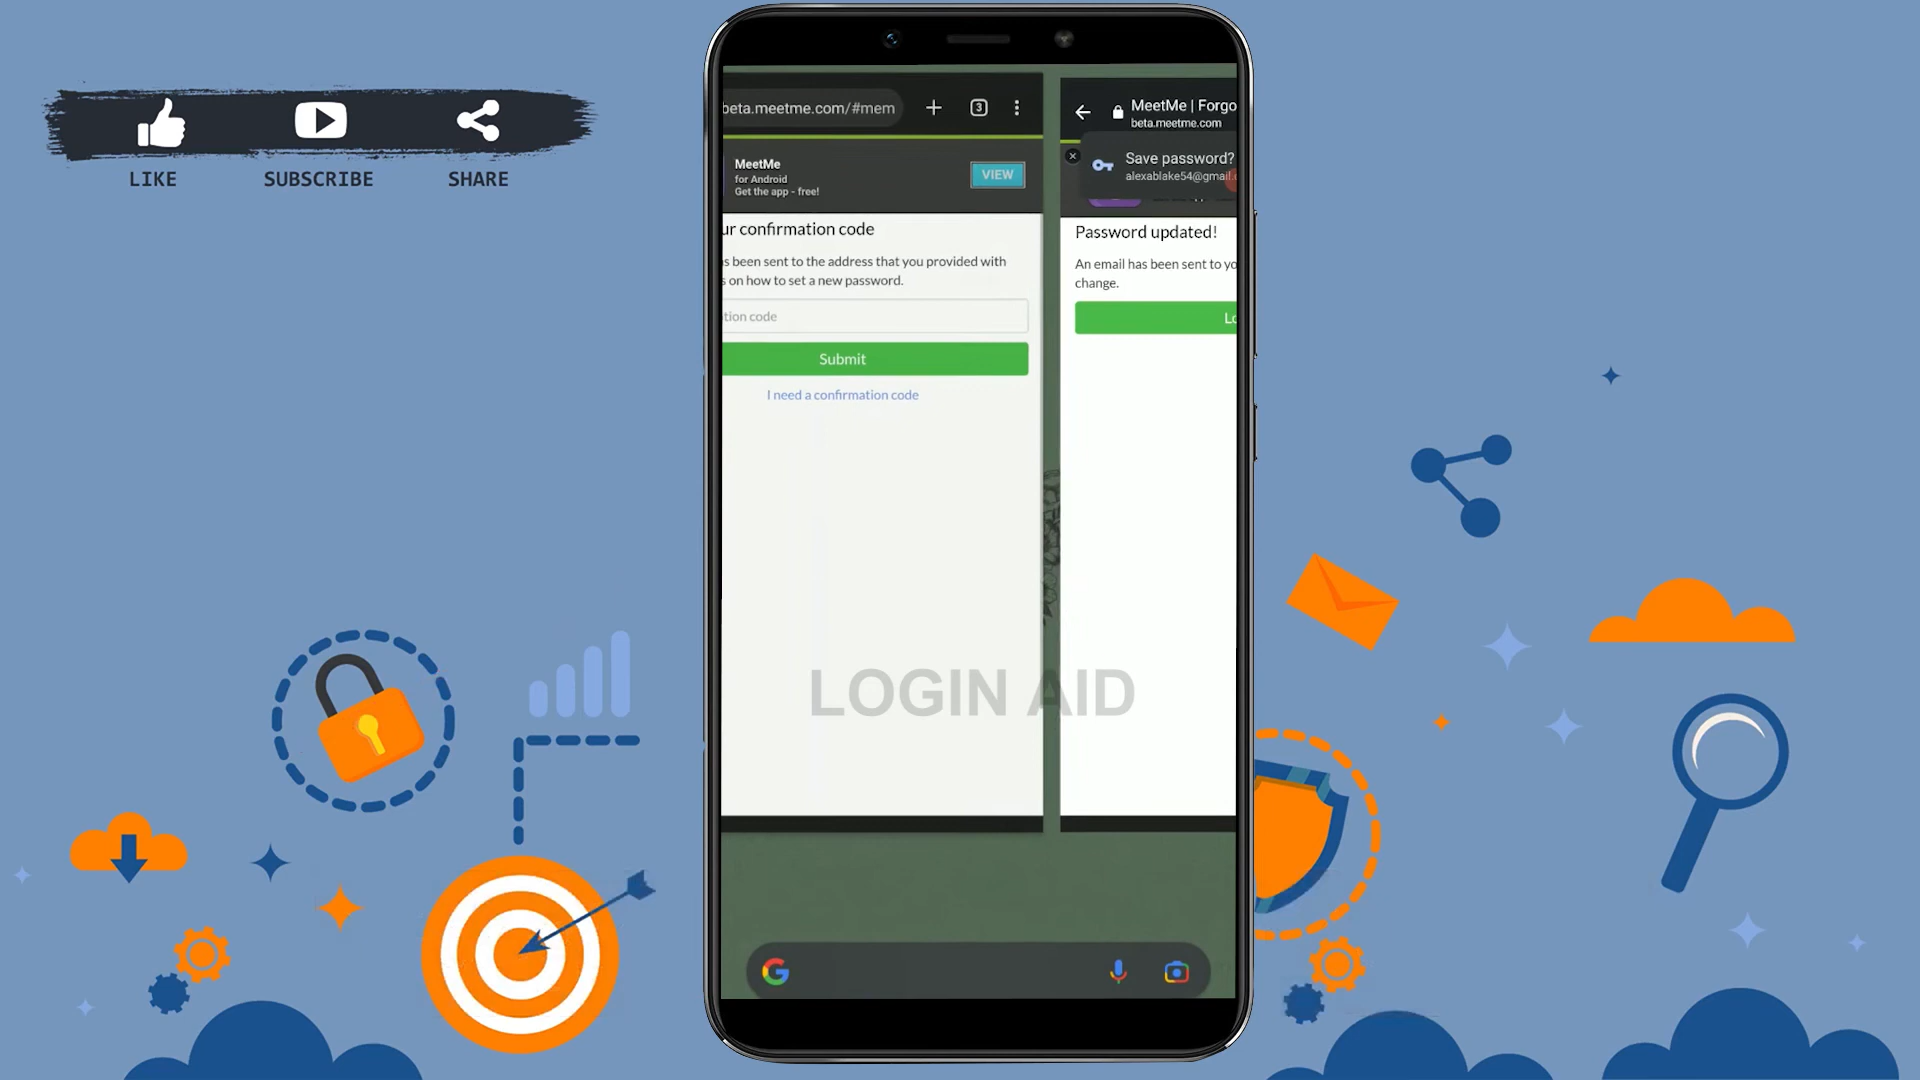 LIKE SUBSCRIBE SHARE
beta.meetme.com/#mem
3
MeetMe
for Android
Get the app - free!
VIEW
ur confirmation code
s been sent to the address that you provided with
s on how to set a new password.
tion code
Submit
I need a confirmation code
MeetMe | Forgo
beta.meetme.com
Save password?
alexablake54@gmail.c
Password updated!
An email has been sent to yo
change.
Lo
LOGIN AID